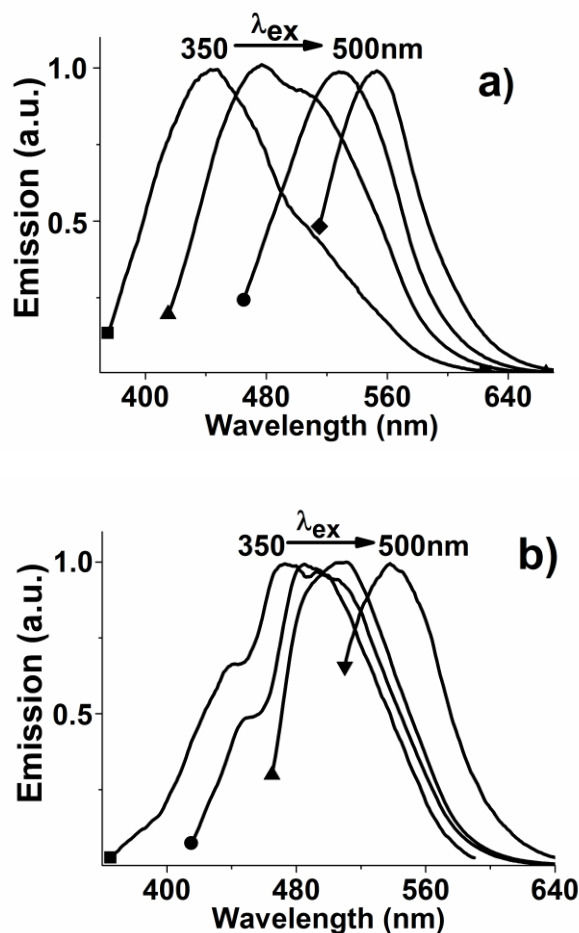 λex
350 500nm
a)
1.0
0.5
Emission (a.u.)
400 480 560 640
Wavelength (nm)
λex
350 500nm
b)
1.0
0.5
Emission (a.u.)
400 480 560 640
Wavelength (nm)